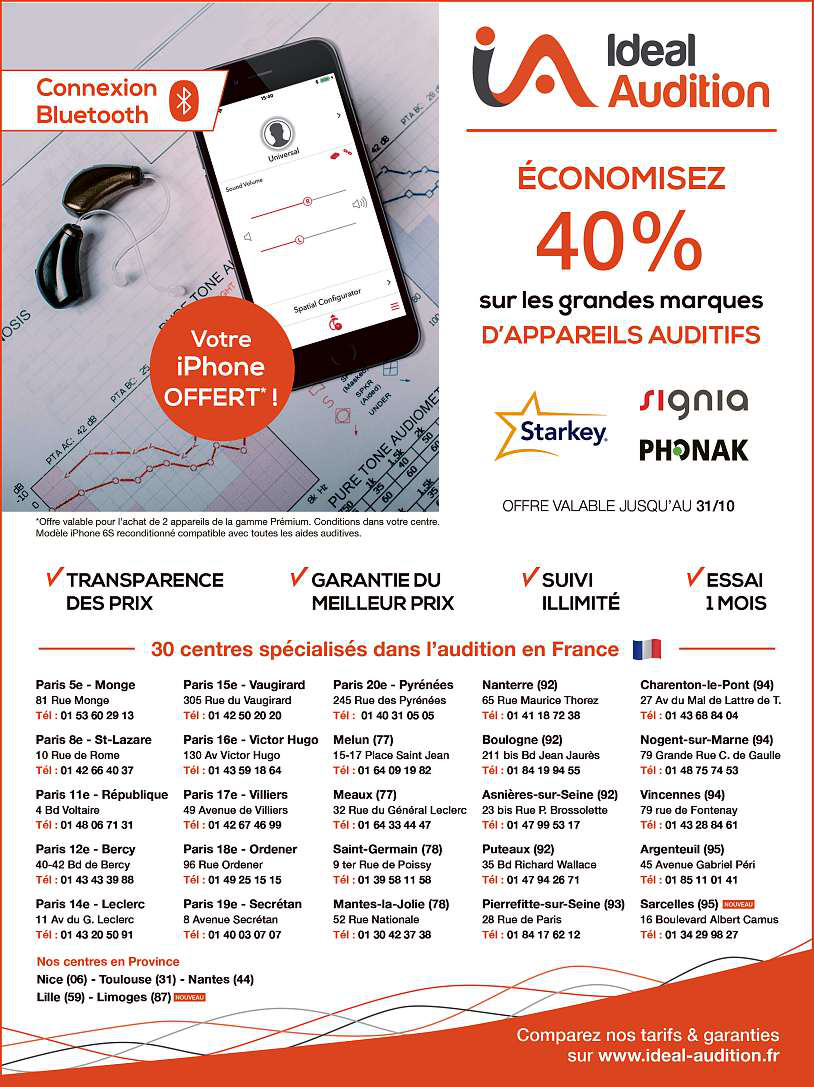 Connexion
Bluetooth
15:40
Universal
Sound Volume
R
L
Spatial Configurator
Votre
iPhone
OFFERT* !
PTA BC:
PTA AC: 42 dB
PURE TONE AUDIOMET
(Masked)
SPKR
(Aided)
UNDER
Ideal
Audition
ÉCONOMISEZ
40%
sur les grandes marques
D'APPAREILS AUDITIFS
Starkey
signia
PHONAK
OFFRE VALABLE JUSQU'AU 31/10
*Offre valable pour l'achat de 2 appareils de la gamme Prémium. Conditions dans votre centre.
Modèle iPhone 6S reconditionné compatible avec toutes les aides auditives.
TRANSPARENCE
DES PRIX
GARANTIE DU
MEILLEUR PRIX
SUIVI
ILLIMITÉ
ESSAI
1 MOIS
30 centres spécialisés dans l'audition en France
Paris 5e - Monge
81 Rue Monge
Tél : 01 53 60 29 13
Paris 8e - St-Lazare
10 Rue de Rome
Tél : 01 42 66 40 37
Paris 11e - République
4 Bd Voltaire
Tél : 01 48 06 71 31
Paris 12e - Bercy
40-42 Bd de Bercy
Tél : 01 43 43 39 88
Paris 14e - Leclerc
11 Av du G. Leclerc
Tél : 01 43 20 50 91
Paris 15e - Vaugirard
305 Rue du Vaugirard
Tél : 01 42 50 20 20
Paris 16e - Victor Hugo
130 Av Victor Hugo
Tél : 01 43 59 18 64
Paris 17e - Villiers
49 Avenue de Villiers
Tél : 01 42 67 46 99
Paris 18e - Ordener
96 Rue Ordener
Tél : 01 49 25 15 15
Paris 19e - Secrétan
8 Avenue Secrétan
Tél : 01 40 03 07 07
Paris 20e - Pyrénées
245 Rue des Pyrénées
Tél : 01 40 31 05 05
Melun (77)
15-17 Place Saint Jean
Tél : 01 64 09 19 82
Meaux (77)
32 Rue du Général Leclerc
Tél : 01 64 33 44 47
Saint-Germain (78)
9 ter Rue de Poissy
Tél : 01 39 58 11 58
Mantes-la-Jolie (78)
52 Rue Nationale
Tél : 01 30 42 37 38
Nanterre (92)
65 Rue Maurice Thorez
Tél : 01 41 18 72 38
Boulogne (92)
211 bis Bd Jean Jaurès
Tél : 01 84 19 94 55
Asnières-sur-Seine (92)
23 bis Rue P. Brossolette
Tél : 01 47 99 53 17
Puteaux (92)
35 Bd Richard Wallace
Tél : 01 47 94 26 71
Pierrefitte-sur-Seine (93)
28 Rue de Paris
Tél : 01 84 17 62 12
Charenton-le-Pont (94)
27 Av du Mal de Lattre de T.
Tél : 01 43 68 84 04
Nogent-sur-Marne (94)
79 Grande Rue C. de Gaulle
Tél : 01 48 75 74 53
Vincennes (94)
79 rue de Fontenay
Tél : 01 43 28 84 61
Argenteuil (95)
45 Avenue Gabriel Péri
Tél : 01 85 11 01 41
Sarcelles (95) NOUVEAU
16 Boulevard Albert Camus
Tél : 01 34 29 98 27
Nos centres en Province
Nice (06) - Toulouse (31) - Nantes (44)
Lille (59) - Limoges (87) NOUVEAU
Comparez nos tarifs & garanties
sur www.ideal-audition.fr